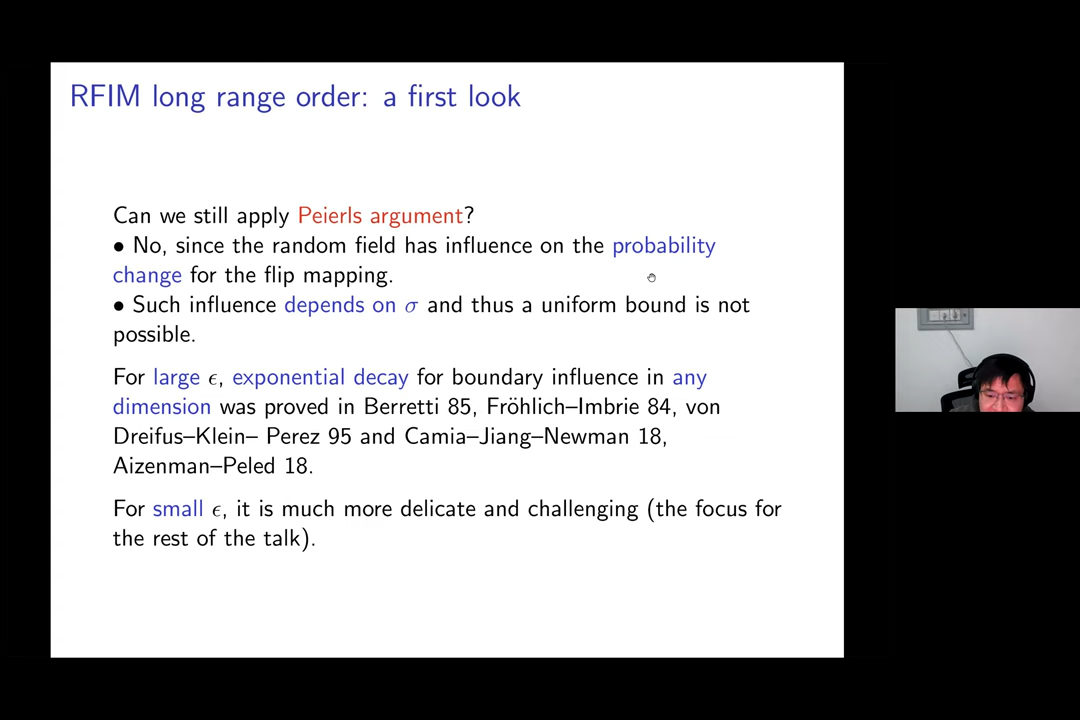 RFIM long range order: a first look
Can we still apply Peierls argument?
• No, since the random field has influence on the probability
change for the flip mapping.
• Such influence depends on σ and thus a uniform bound is not
possible.
For large ϵ, exponential decay for boundary influence in any
dimension was proved in Berretti 85, Fröhlich–Imbrie 84, von
Dreifus–Klein– Perez 95 and Camia–Jiang–Newman 18,
Aizenman–Peled 18.
For small ϵ, it is much more delicate and challenging (the focus for
the rest of the talk).